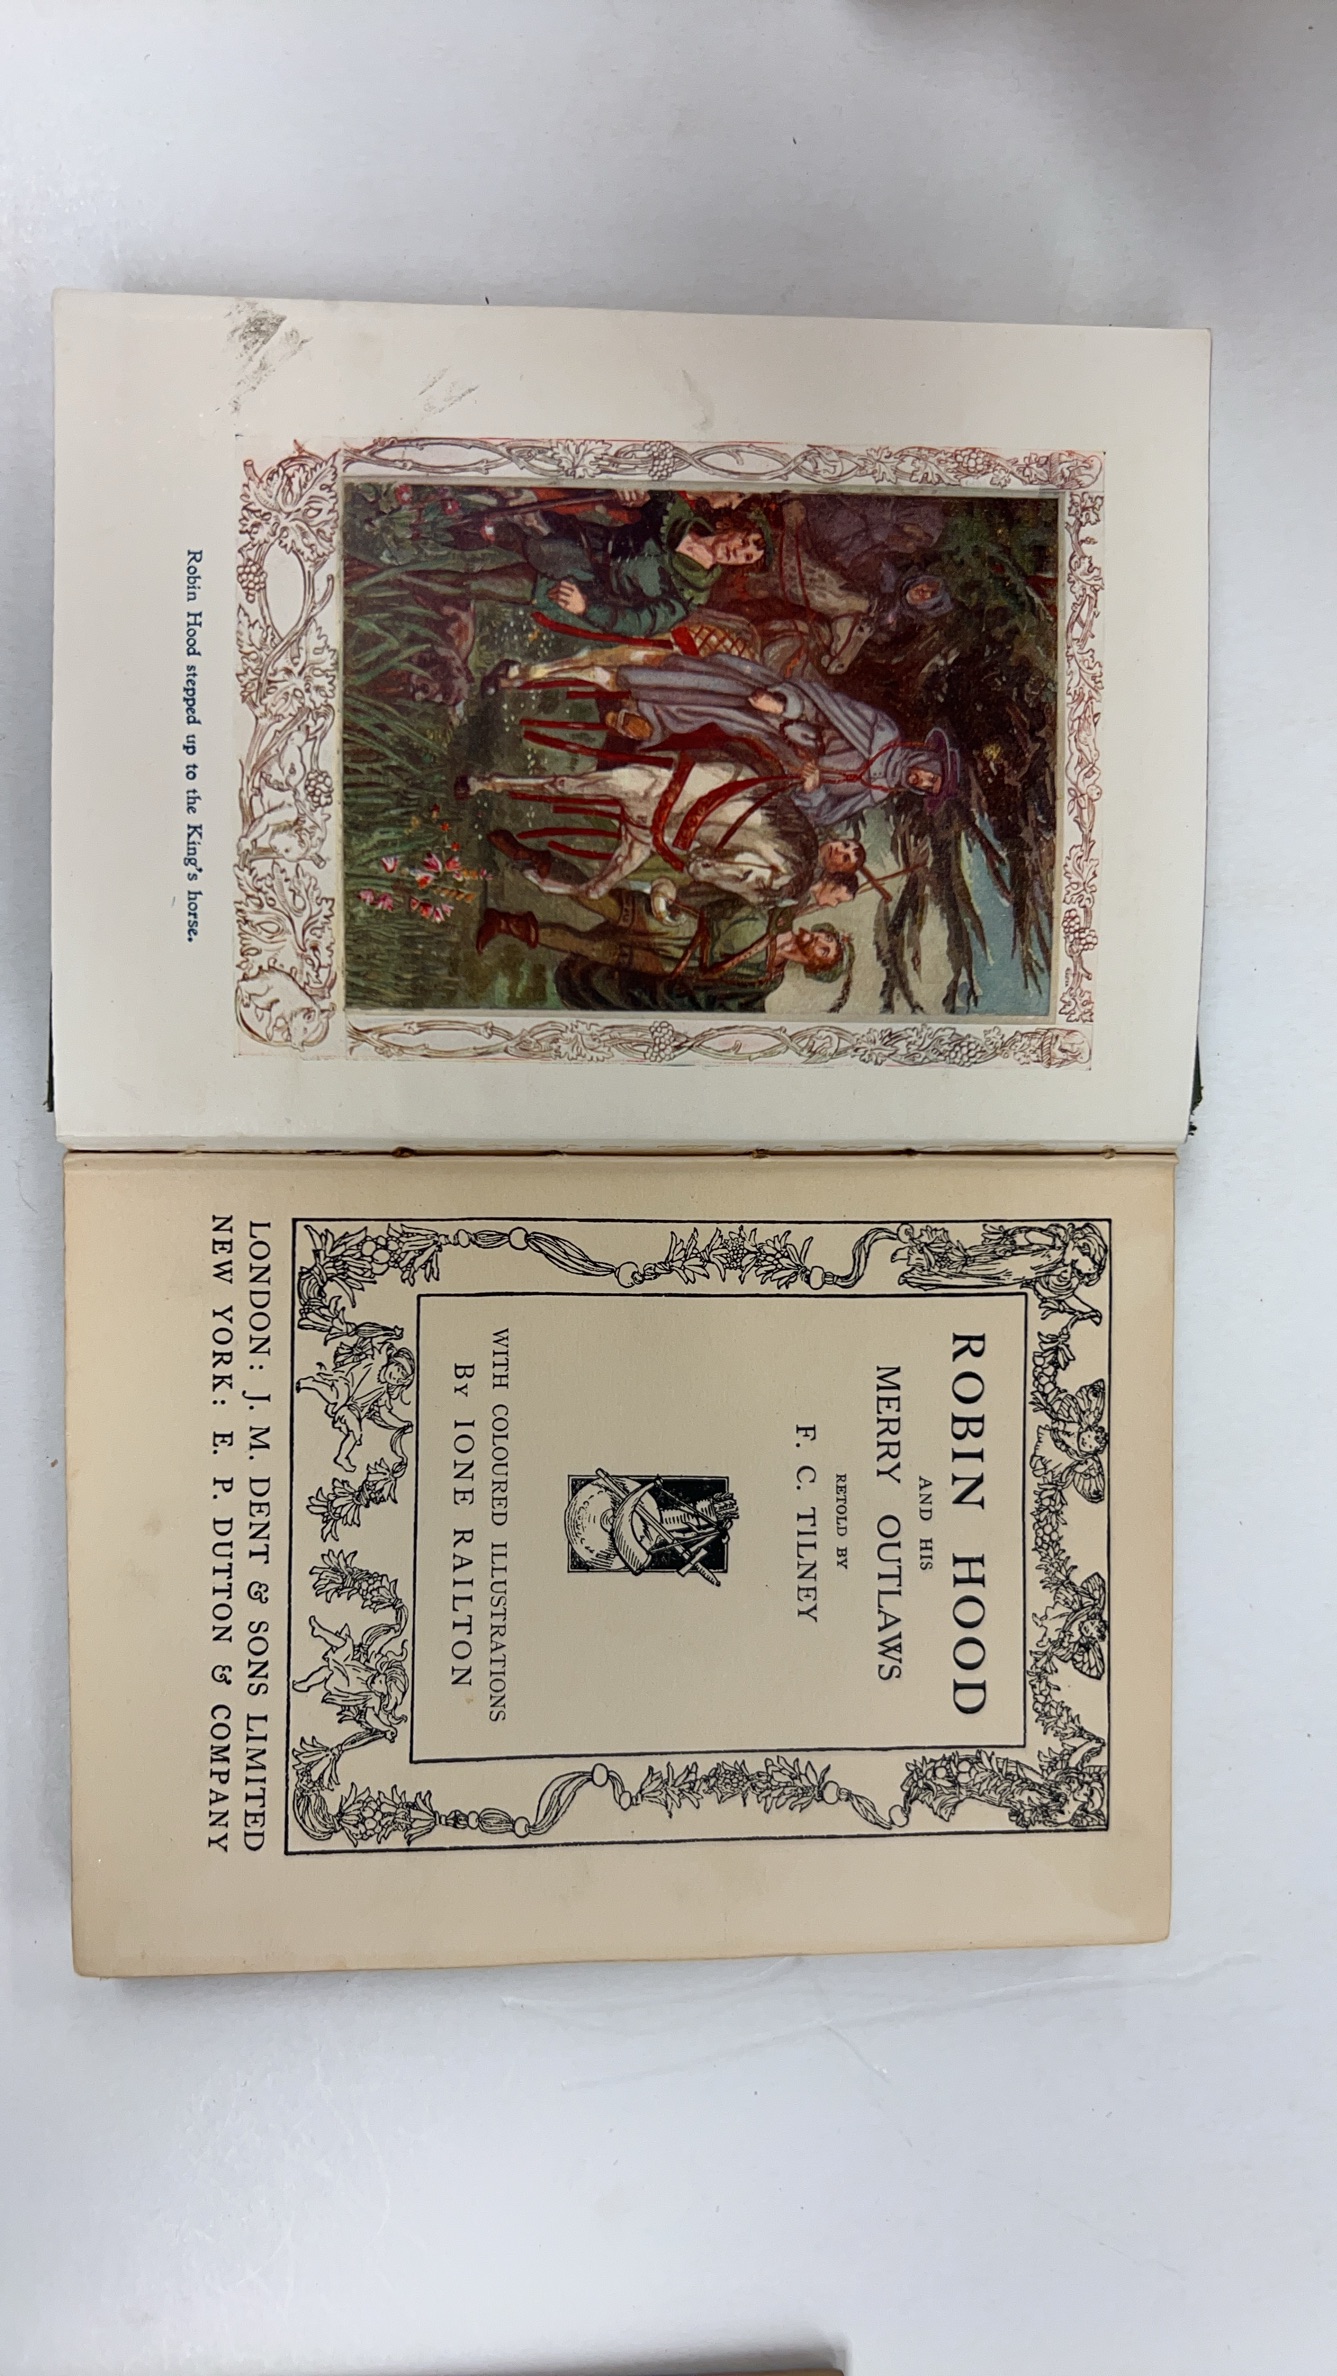 Robin Hood stepped up to the King's horse.
ROBIN HOOD
AND HIS
MERRY OUTLAWS
RETOLD BY
F. C. TILNEY
WITH COLOURED ILLUSTRATIONS
BY IONE RAILTON
LONDON: J. M. DENT & SONS LIMITED
NEW YORK: E. P. DUTTON & COMPANY